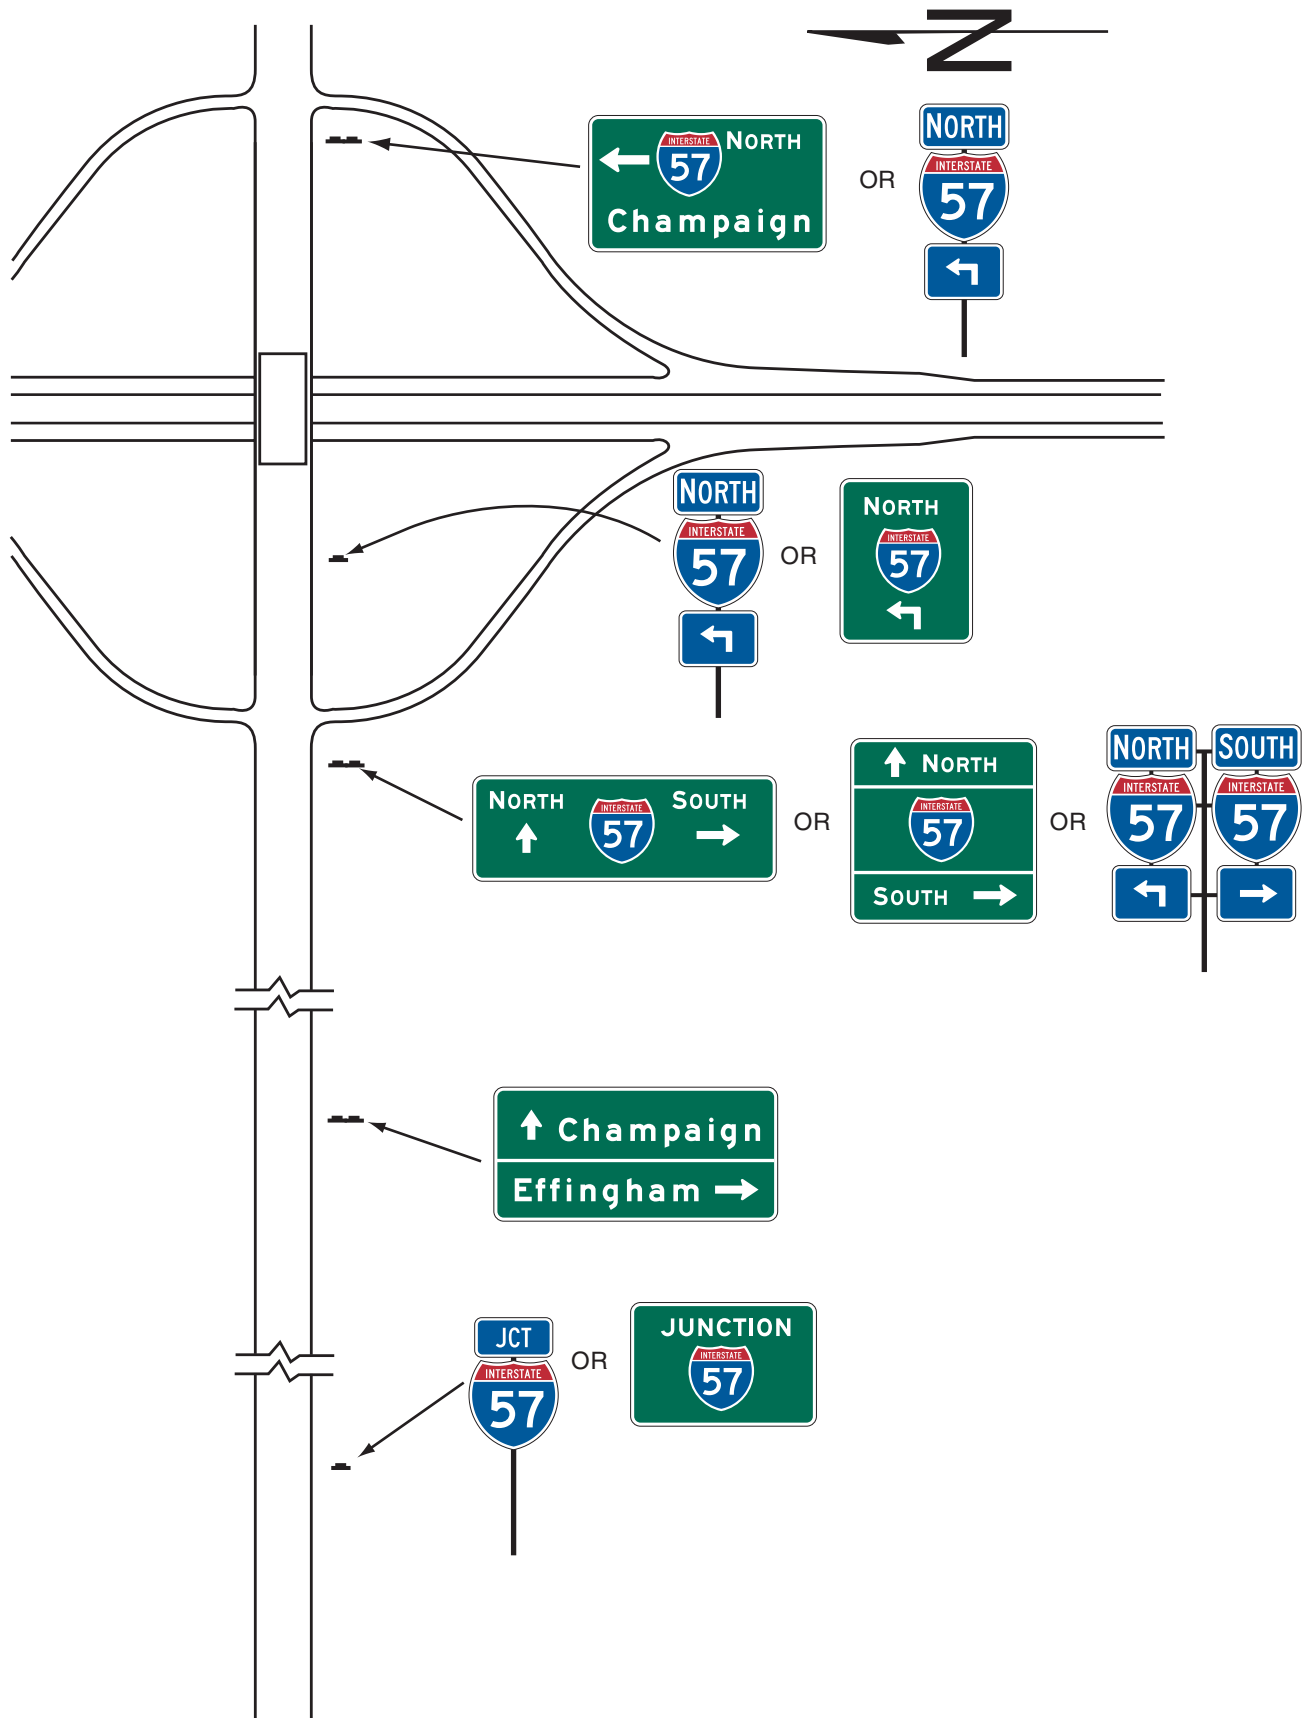 N
INTERSTATE
57
NORTH
Champaign
OR
NORTH
INTERSTATE
57
NORTH
INTERSTATE
57
OR
NORTH
INTERSTATE
57
NORTH
INTERSTATE
57
SOUTH
OR
NORTH
INTERSTATE
57
SOUTH
OR
NORTH
INTERSTATE
57
SOUTH
INTERSTATE
57
Champaign
Effingham
JCT
INTERSTATE
57
OR
JUNCTION
INTERSTATE
57